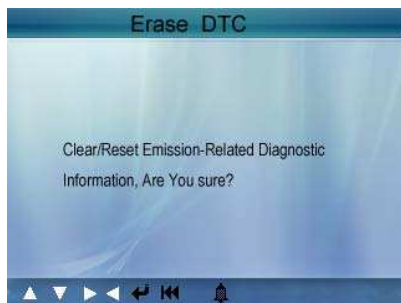 Erase DTC
Clear/Reset Emission-Related Diagnostic
Information, Are You sure?